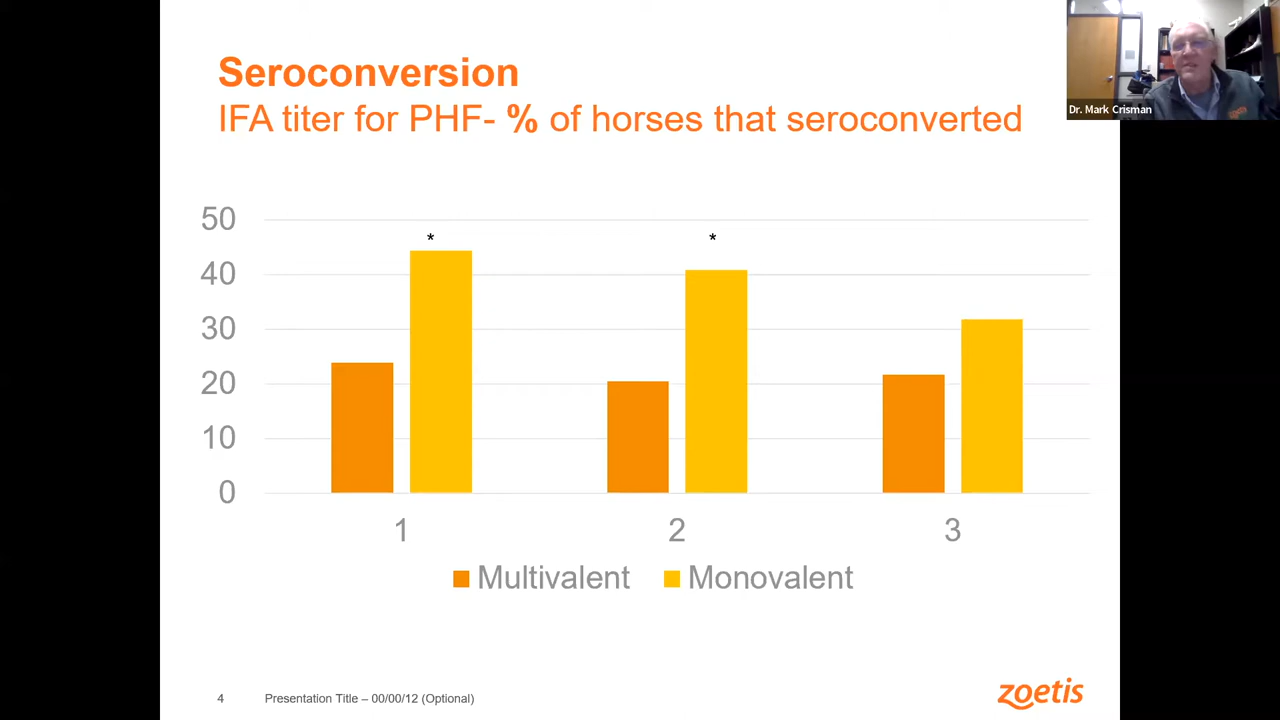 Seroconversion
IFA titer for PHF- % of horses that seroconverted
Dr. Mark Crisman
50
* *
40
30
20
10
0
1 2 3
Multivalent Monovalent
4 Presentation Title – 00/00/12 (Optional)
zoetis